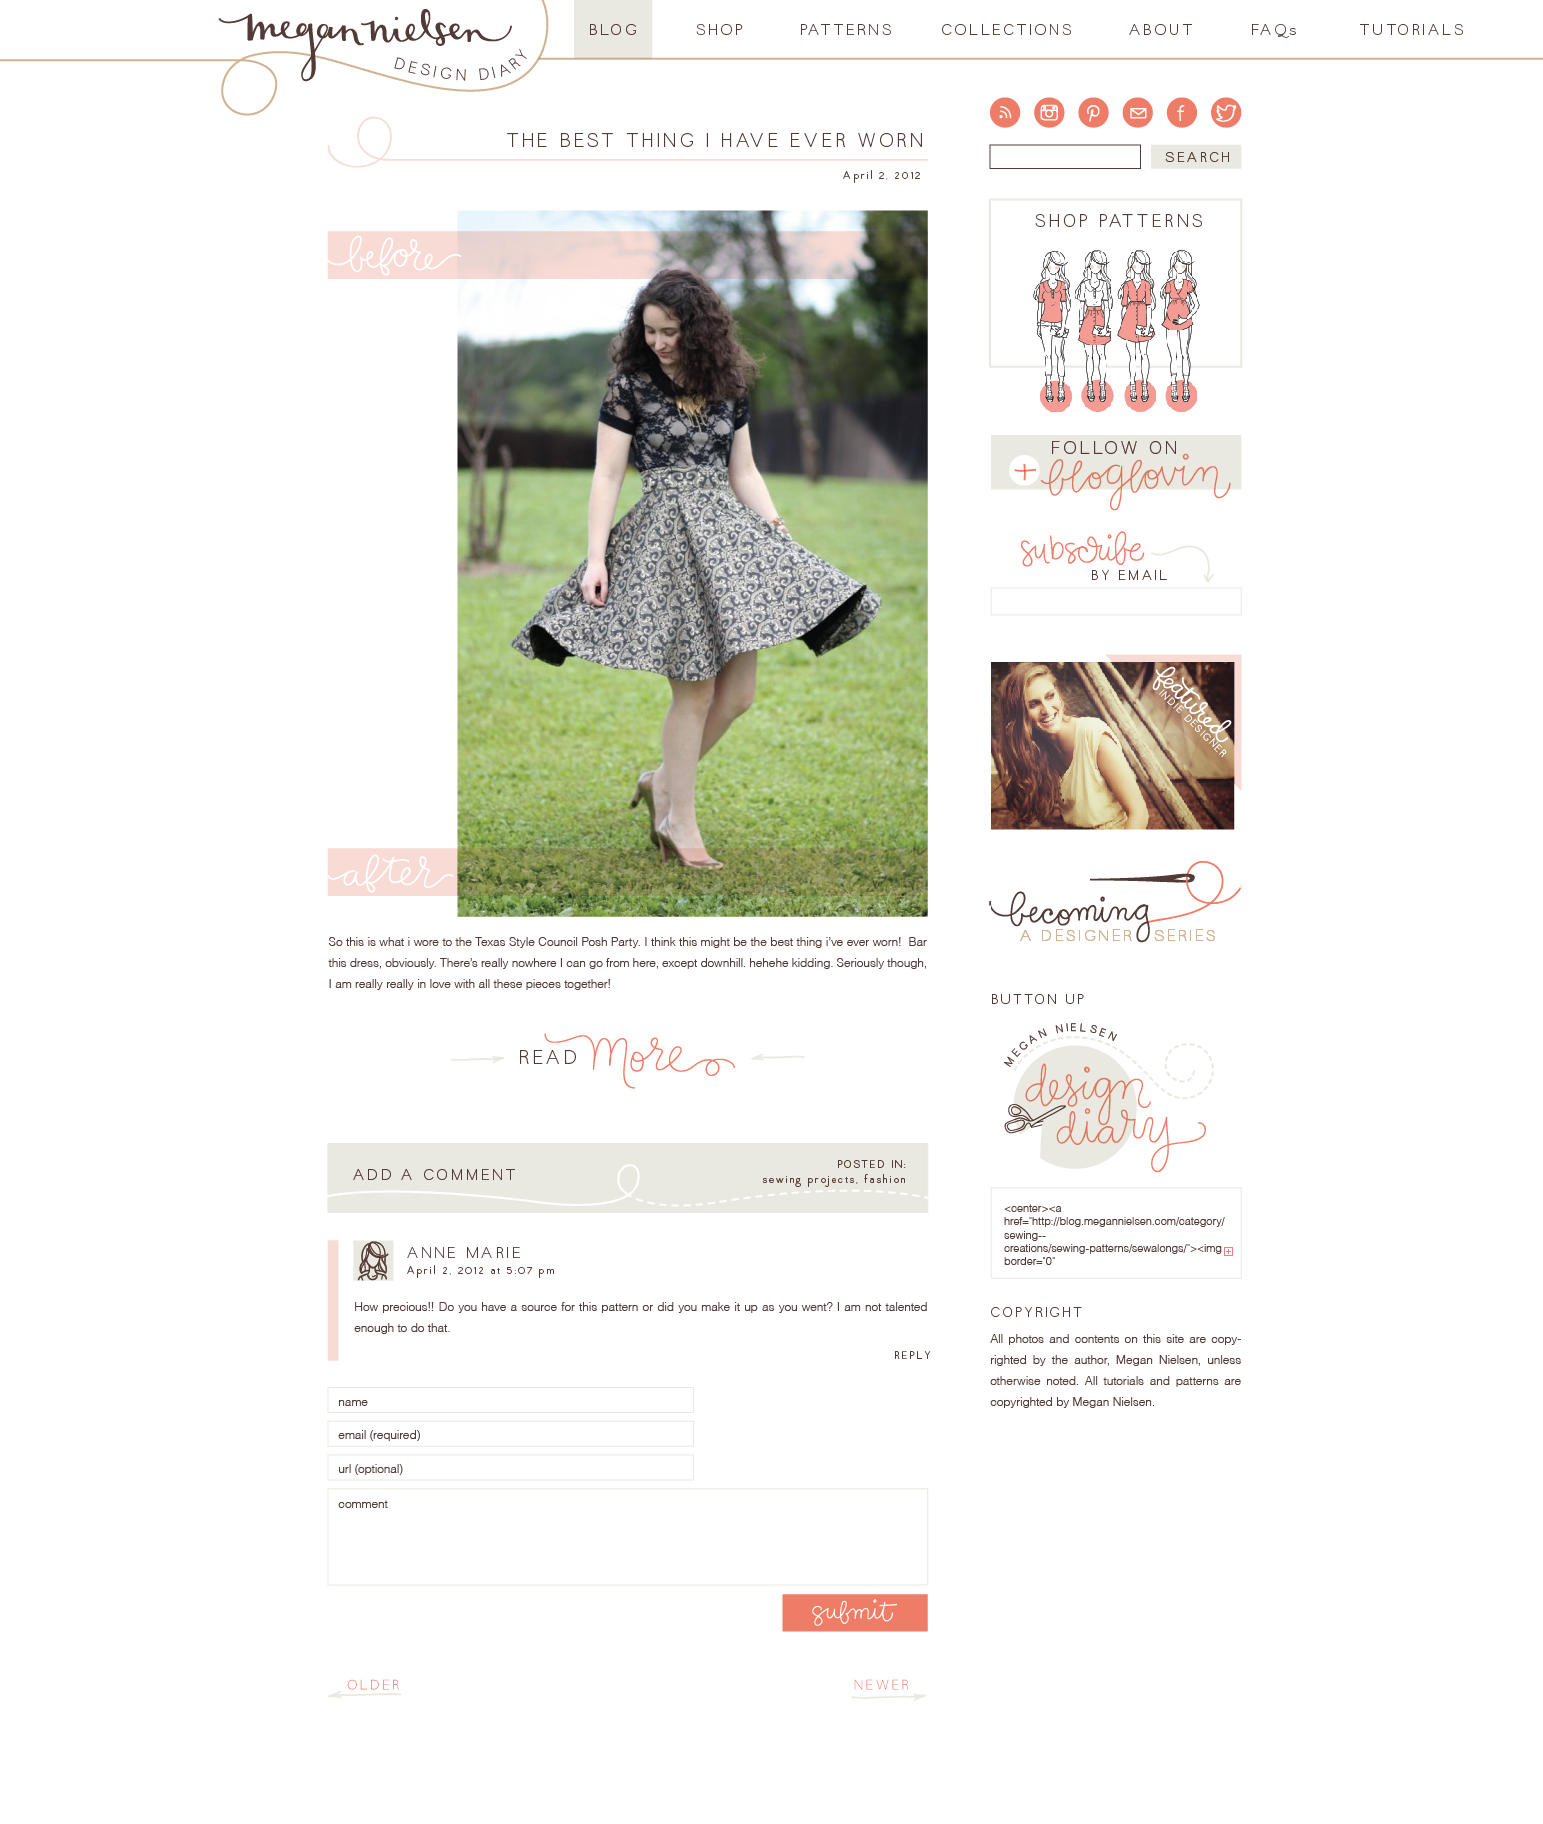 megan nielsen
DESIGN DIARY
BLOG
SHOP
PATTERNS
COLLECTIONS
ABOUT
FAQs
TUTORIALS
THE BEST THING I HAVE EVER WORN
April 2, 2012
before
after
So this is what i wore to the Texas Style Council Posh Party. I think this might be the best thing i've ever worn!  Bar
this dress, obviously. There's really nowhere I can go from here, except downhill. hehehe kidding. Seriously though,
I am really really in love with all these pieces together!
READ more
ADD A COMMENT
POSTED IN:
sewing projects, fashion
ANNE MARIE
April 2, 2012 at 5:07 pm
How precious!! Do you have a source for this pattern or did you make it up as you went? I am not talented
enough to do that.
REPLY
name
email (required)
url (optional)
comment
submit
OLDER
NEWER
SEARCH
SHOP PATTERNS
FOLLOW ON
+ bloglovin
subscribe
BY EMAIL
featured
INDIE DESIGNER
becoming
A DESIGNER SERIES
BUTTON UP
MEGAN NIELSEN
design
diary
<center><a
href="http://blog.megannielsen.com/category/
sewing--
creations/sewing-patterns/sewalongs/"><img
border="0"
COPYRIGHT
All photos and contents on this site are copy-
righted by the author, Megan Nielsen, unless
otherwise noted. All tutorials and patterns are
copyrighted by Megan Nielsen.